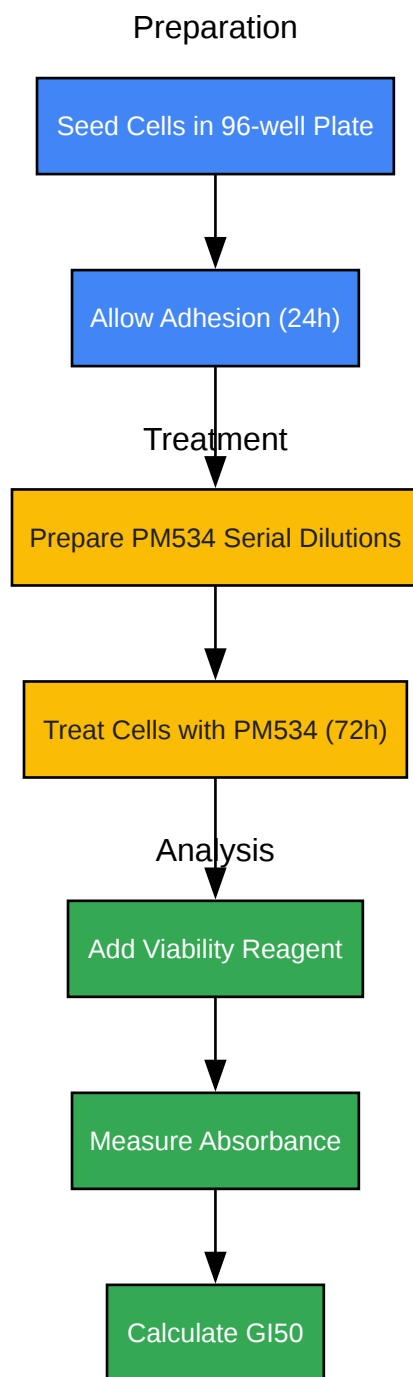 Preparation
Seed Cells in 96-well Plate
Allow Adhesion (24h)
Treatment
Prepare PM534 Serial Dilutions
Treat Cells with PM534 (72h)
Analysis
Add Viability Reagent
Measure Absorbance
Calculate GI50